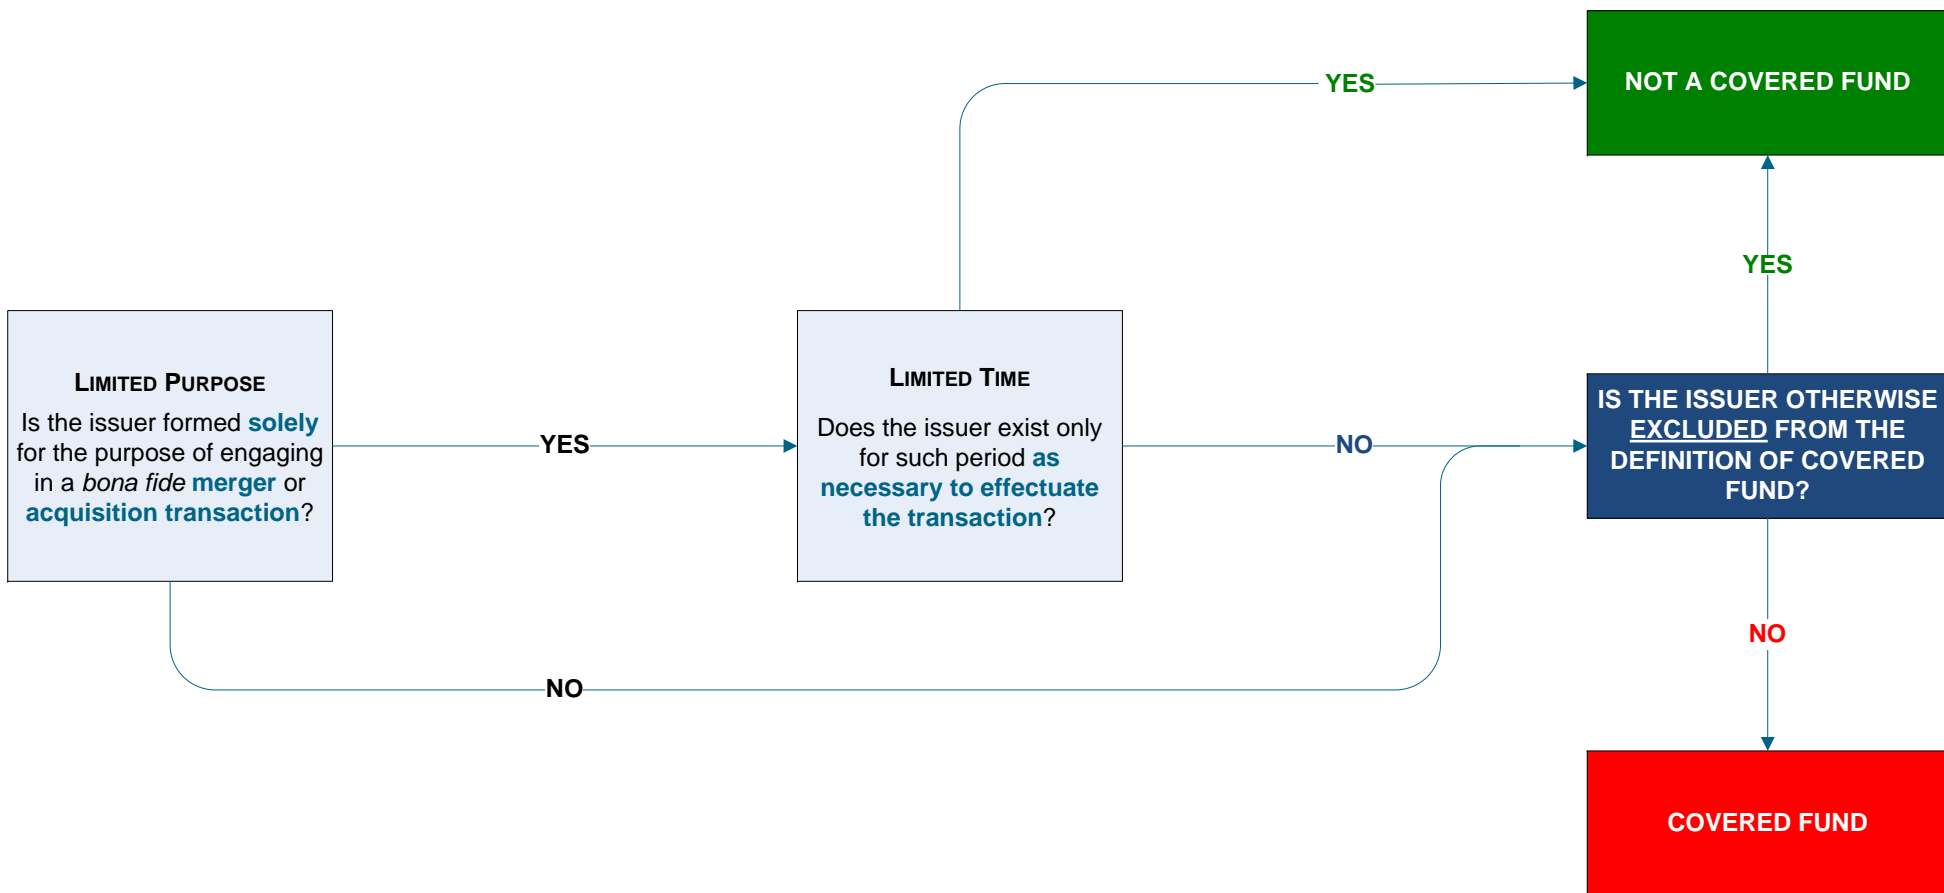 LIMITED PURPOSE
Is the issuer formed solely
for the purpose of engaging
in a bona fide merger or
acquisition transaction?
YES
NO
LIMITED TIME
Does the issuer exist only
for such period as
necessary to effectuate
the transaction?
YES
NO
NOT A COVERED FUND
YES
IS THE ISSUER OTHERWISE
EXCLUDED FROM THE
DEFINITION OF COVERED
FUND?
NO
COVERED FUND